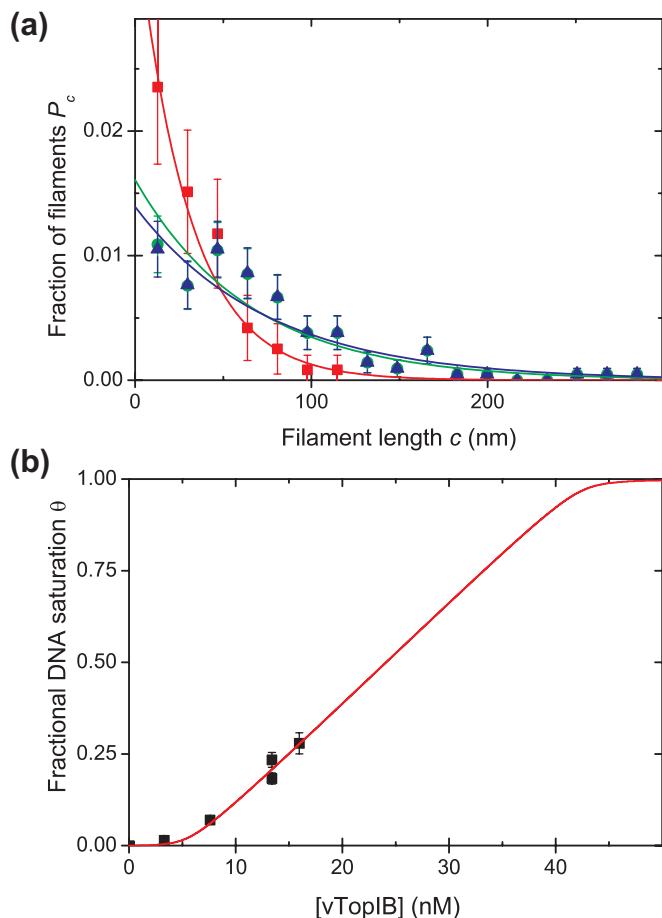 (a)
Fraction of filaments P_c
0.02
0.01
0.00
0
100
200
Filament length c (nm)
(b)
Fractional DNA saturation θ
1.00
0.75
0.50
0.25
0.00
0
10
20
30
40
[vTopIB] (nM)